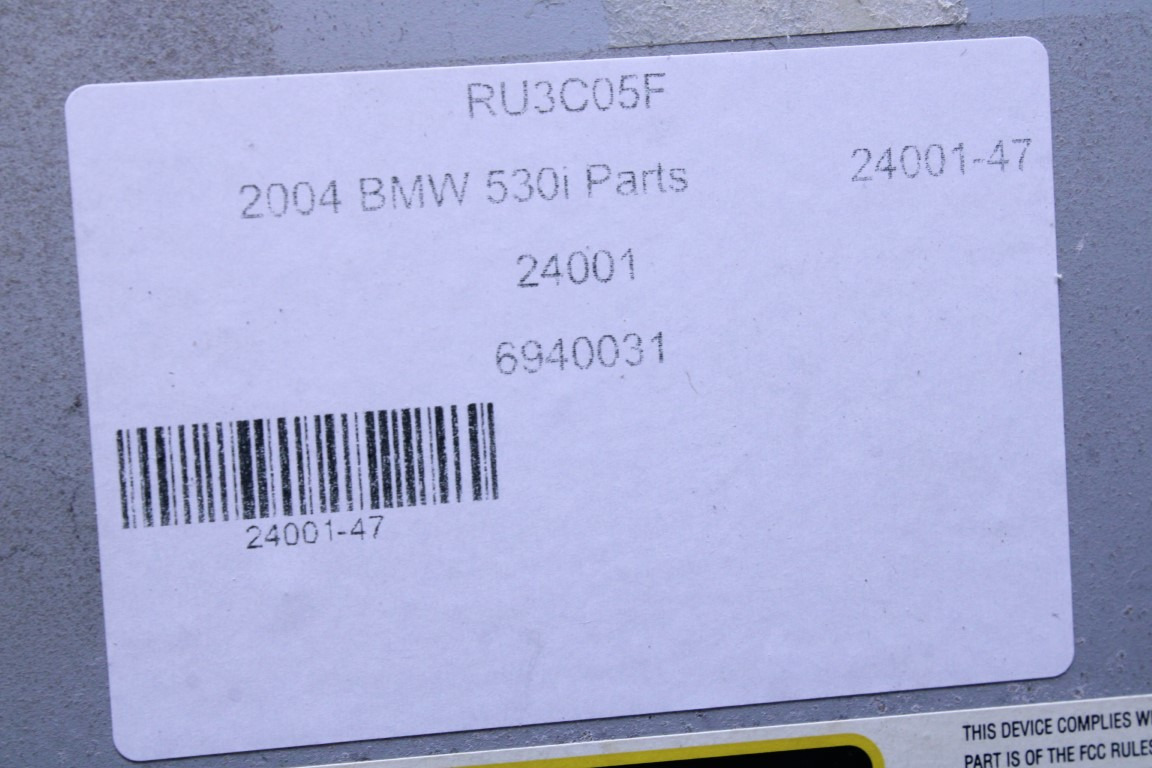 RU3C05F
2004 BMW 530i Parts
24001-47
24001
6940031
24001-47
THIS DEVICE COMPLIES
PART IS OF THE FCC RULES